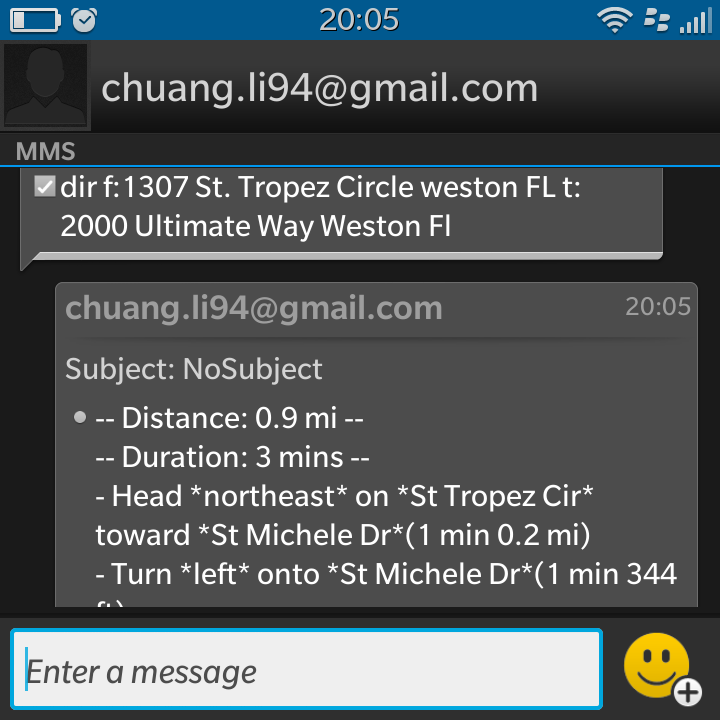 20:05
chuang.li94@gmail.com
MMS
dir f:1307 St. Tropez Circle weston FL t:
2000 Ultimate Way Weston Fl
chuang.li94@gmail.com 20:05
Subject: NoSubject
-- Distance: 0.9 mi --
-- Duration: 3 mins --
- Head *northeast* on *St Tropez Cir*
toward *St Michele Dr*(1 min 0.2 mi)
- Turn *left* onto *St Michele Dr*(1 min 344
Enter a message